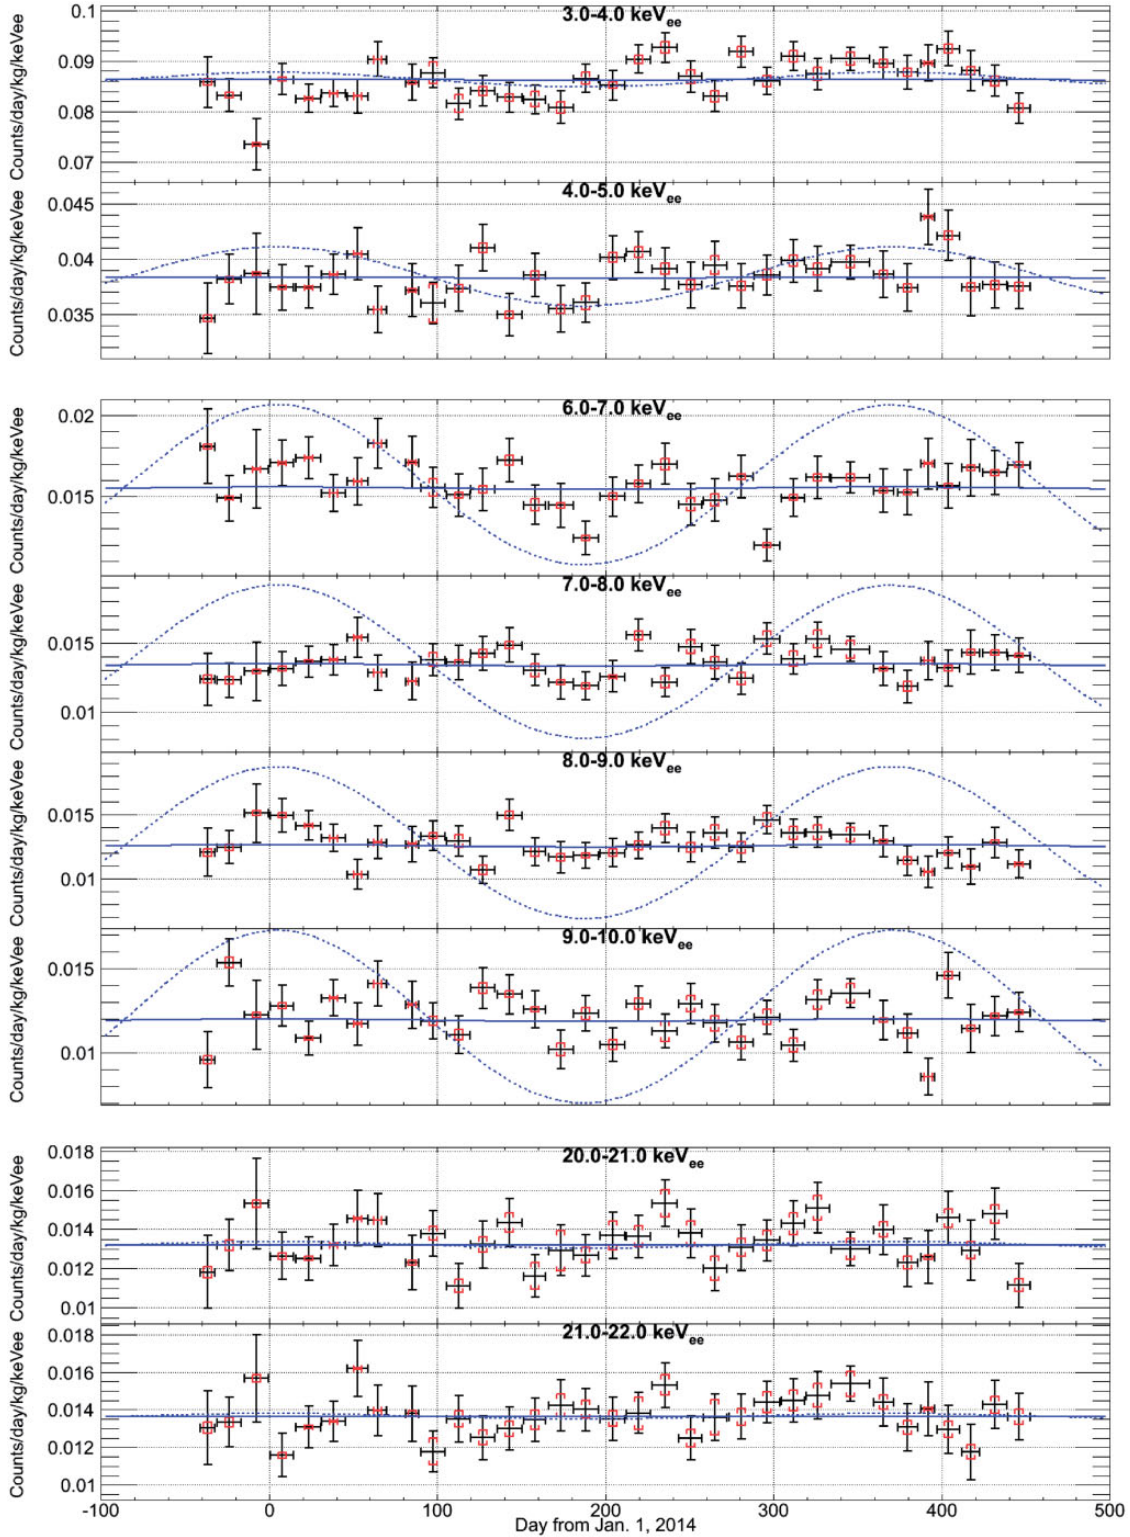 3.0-4.0 keVee
Counts/day/kg/keVee
0.1
0.09
0.08
0.07
4.0-5.0 keVee
Counts/day/kg/keVee
0.045
0.04
0.035
6.0-7.0 keVee
Counts/day/kg/keVee
0.02
0.015
7.0-8.0 keVee
Counts/day/kg/keVee
0.015
0.01
8.0-9.0 keVee
Counts/day/kg/keVee
0.015
0.01
9.0-10.0 keVee
Counts/day/kg/keVee
0.015
0.01
20.0-21.0 keVee
Counts/day/kg/keVee
0.018
0.016
0.014
0.012
0.01
21.0-22.0 keVee
Counts/day/kg/keVee
0.018
0.016
0.014
0.012
0.01
-100 0 100 200 300 400 500
Day from Jan. 1, 2014